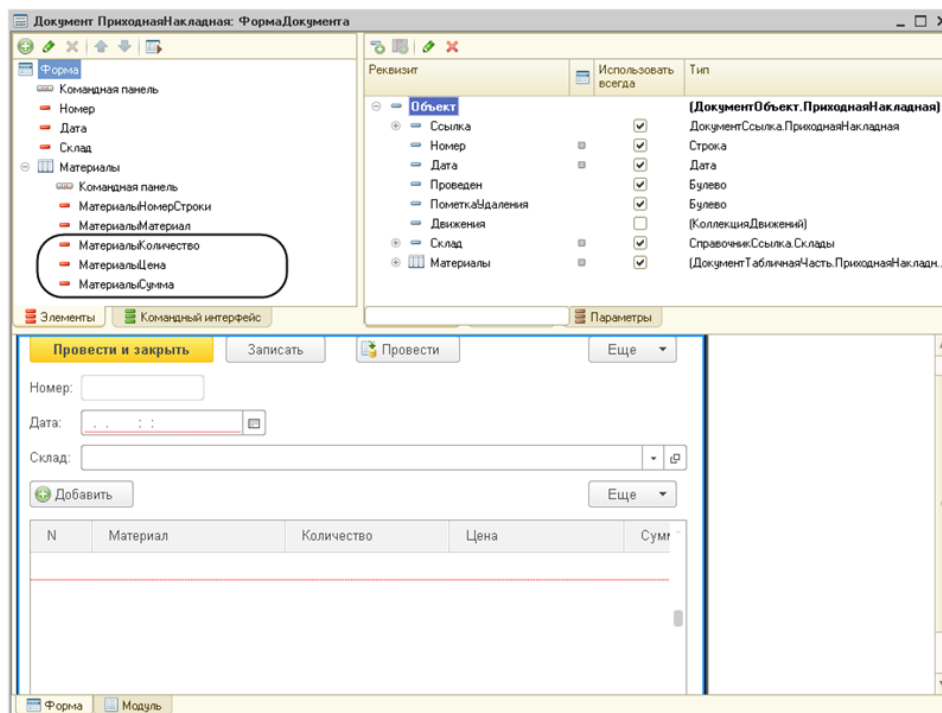 Документ ПриходнаяНакладная: ФормаДокумента
Форма
Командная панель
Номер
Дата
Склад
Материалы
Командная панель
МатериалыНомерСтроки
МатериалыМатериал
МатериалыКоличество
МатериалыЦена
МатериалыСумма
Элементы Командный интерфейс
Реквизит Использовать всегда Тип
Объект (ДокументОбъект.ПриходнаяНакладная)
Ссылка ДокументСсылка.ПриходнаяНакладная
Номер Строка
Дата Дата
Проведен Булево
ПометкаУдаления Булево
Движения (КоллекцияДвижений)
Склад СправочникСсылка.Склады
Материалы (ДокументТабличнаяЧасть.ПриходнаяНакладн...
Параметры
Провести и закрыть Записать Провести Еще
Номер:
Дата: . . : :
Склад:
Добавить Еще
N Материал Количество Цена Сумм
Форма Модуль